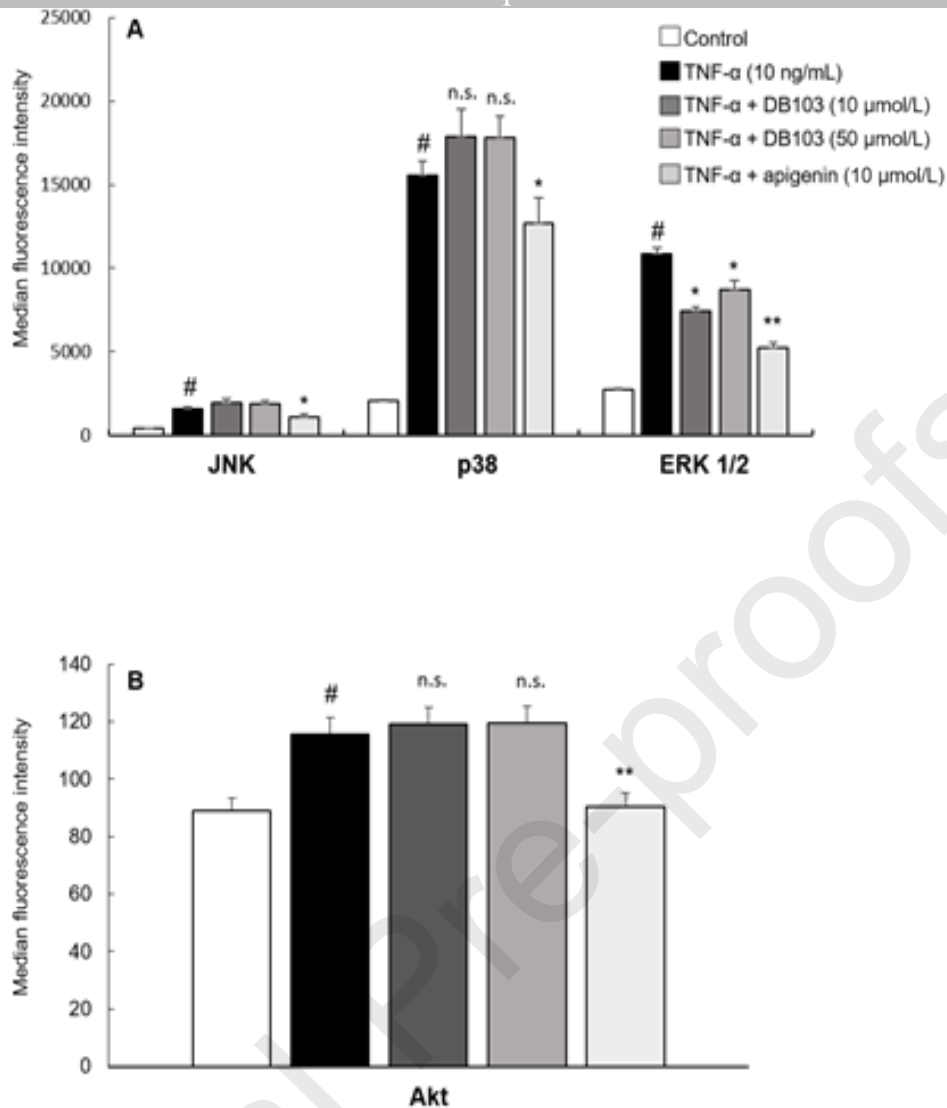 25000
A
Control
TNF-α (10 ng/mL)
TNF-α + DB103 (10 µmol/L)
TNF-α + DB103 (50 µmol/L)
TNF-α + apigenin (10 µmol/L)
20000
15000
10000
5000
0
Median fluorescence intensity
#
*
#
n.s.
n.s.
*
#
*
*
**
JNK
p38
ERK 1/2
140
B
120
100
80
60
40
20
0
Median fluorescence intensity
#
n.s.
n.s.
**
Akt
Pre-proofs